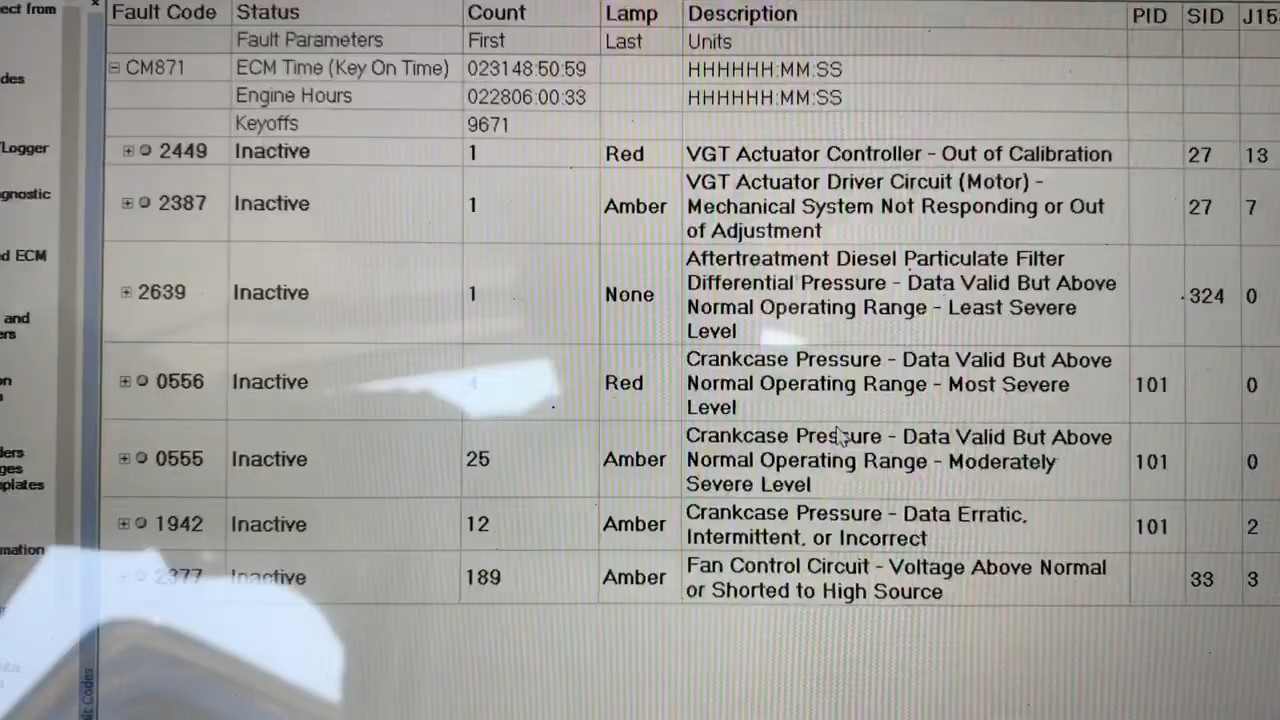 ect from
des
Logger
gnostic
d ECM
and
ers
on
ders
ges
plates
mation
Fault Code Status Count Lamp Description PID SID J15
Fault Parameters First Last Units
CM871 ECM Time (Key On Time) 023148:50:59 HHHHHH:MM:SS
Engine Hours 022806:00:33 HHHHHH:MM:SS
Keyoffs 9671
2449 Inactive 1 Red VGT Actuator Controller - Out of Calibration 27 13
VGT Actuator Driver Circuit (Motor) -
2387 Inactive 1 Amber Mechanical System Not Responding or Out 27 7
of Adjustment
Aftertreatment Diesel Particulate Filter
Differential Pressure - Data Valid But Above
2639 Inactive 1 None Normal Operating Range - Least Severe 324 0
Level
Crankcase Pressure - Data Valid But Above
0556 Inactive Red Normal Operating Range - Most Severe 101 0
Level
Crankcase Pressure - Data Valid But Above
0555 Inactive 25 Amber Normal Operating Range - Moderately 101 0
Severe Level
Crankcase Pressure - Data Erratic,
1942 Inactive 12 Amber Intermittent, or Incorrect 101 2
Fan Control Circuit - Voltage Above Normal
2377 Inactive 189 Amber or Shorted to High Source 33 3